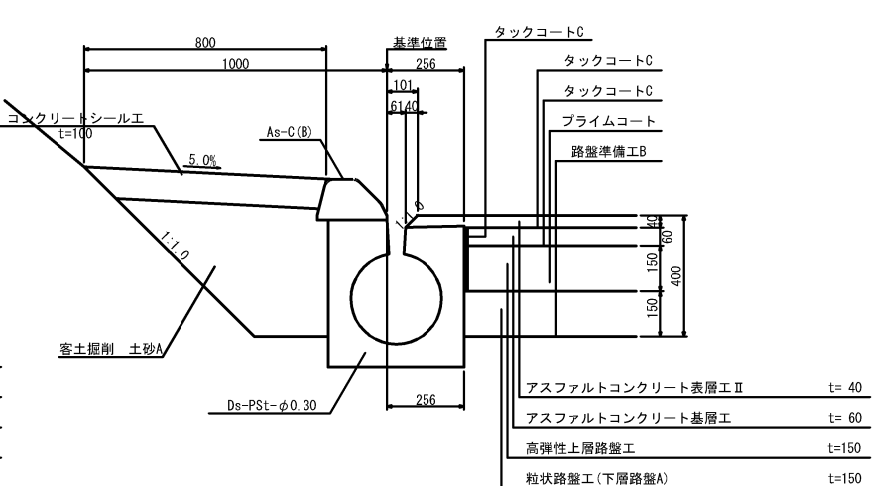 タックコートC
800
基準位置
タックコートC
1000
256
101
タックコートC
61
40
コンクリートシール工
t=100
As-C(B)
プライムコート
5.0%
路盤準備工B
1:1.0
40
60
1:1.0
150
400
150
客土掘削 土砂A
アスファルトコンクリート表層工Ⅱ t= 40
Ds-PSt-φ0.30
256
アスファルトコンクリート基層工 t= 60
高弾性上層路盤工 t=150
粒状路盤工(下層路盤A) t=150